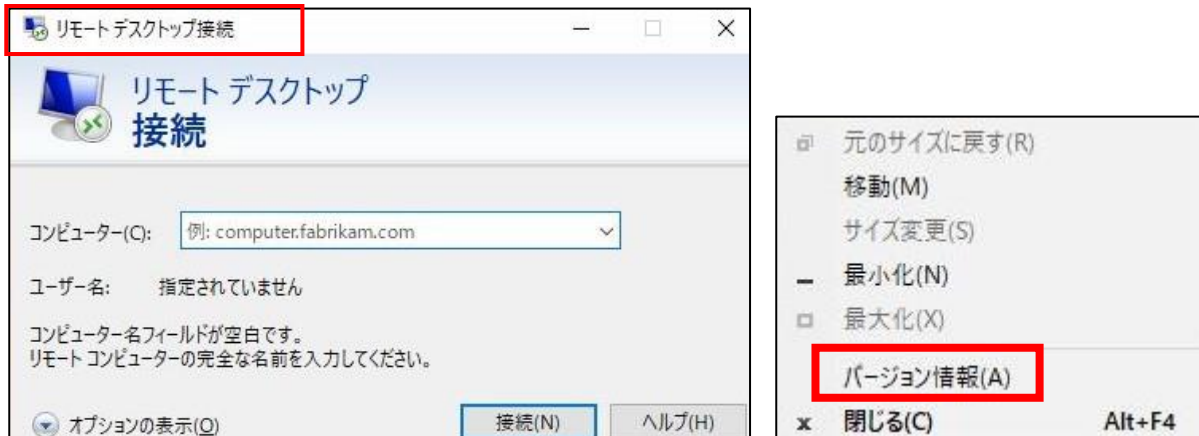 リモート デスクトップ接続
リモート デスクトップ
接続
コンピューター(C):
例: computer.fabrikam.com
ユーザー名:
指定されていません
コンピューター名フィールドが空白です。
リモート コンピューターの完全な名前を入力してください。
オプションの表示(O)
接続(N)
ヘルプ(H)
元のサイズに戻す(R)
移動(M)
サイズ変更(S)
最小化(N)
最大化(X)
バージョン情報(A)
閉じる(C) Alt+F4